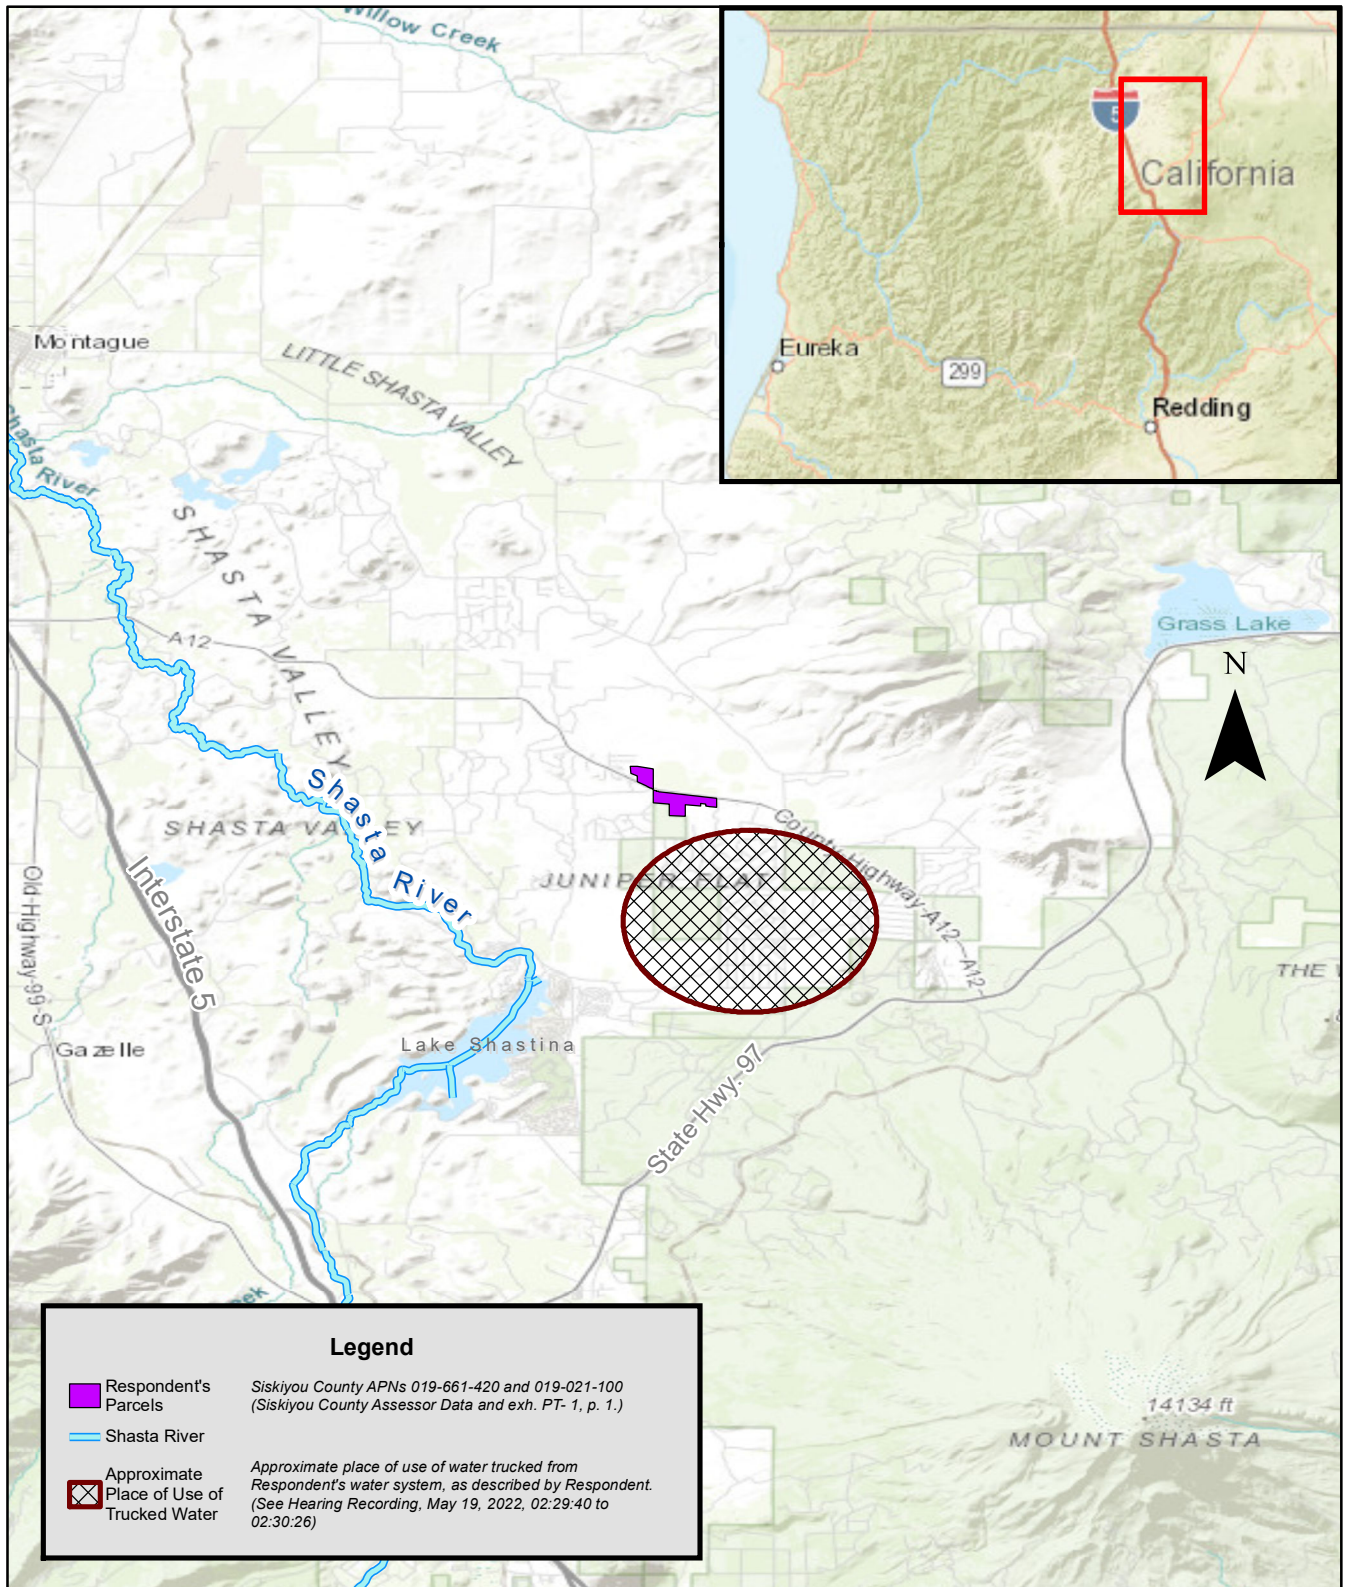 Willow Creek
5
California
Eureka
299
Redding
Montague
LITTLE SHASTA VALLEY
Shasta River
SHASTA VALLEY
A12
Grass Lake
N
Shasta River
SHASTA VALLEY
County Highway A12
A12
JUNIPER FLAT
Interstate 5
Old Highway 99 S
THE
Lake Shastina
Gazelle
State Hwy. 97
14134 ft
MOUNT SHASTA
Legend
Respondent's
Parcels
Siskiyou County APNs 019-661-420 and 019-021-100
(Siskiyou County Assessor Data and exh. PT- 1, p. 1.)
Shasta River
Approximate
Place of Use of
Trucked Water
Approximate place of use of water trucked from
Respondent's water system, as described by Respondent.
(See Hearing Recording, May 19, 2022, 02:29:40 to
02:30:26)